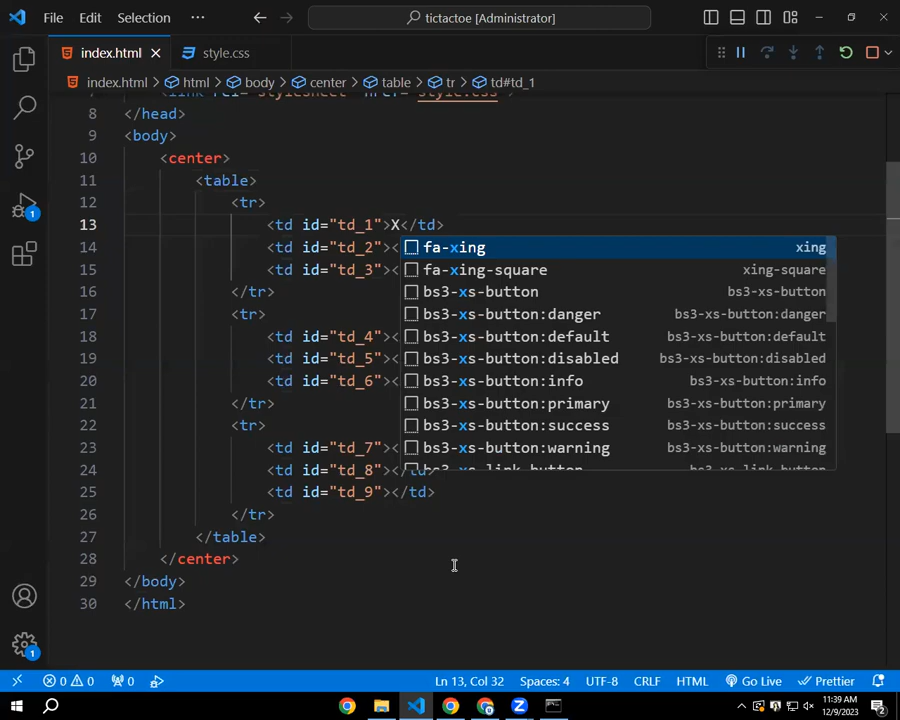 File Edit Selection ··· tictactoe [Administrator]
index.html style.css
index.html > html > body > center > table > tr > td#td_1
7 <link rel="stylesheet" href="style.css">
8 </head>
9 <body>
10 <center>
11 <table>
12 <tr>
13 <td id="td_1">X</td>
14 <td id="td_2"><
15 <td id="td_3"><
16 </tr>
17 <tr>
18 <td id="td_4"><
19 <td id="td_5"><
20 <td id="td_6"><
21 </tr>
22 <tr>
23 <td id="td_7"><
24 <td id="td_8"></td>
25 <td id="td_9"></td>
26 </tr>
27 </table>
28 </center>
29 </body>
30 </html>
fa-xing xing
fa-xing-square xing-square
bs3-xs-button bs3-xs-button
bs3-xs-button:danger bs3-xs-button:danger
bs3-xs-button:default bs3-xs-button:default
bs3-xs-button:disabled bs3-xs-button:disabled
bs3-xs-button:info bs3-xs-button:info
bs3-xs-button:primary bs3-xs-button:primary
bs3-xs-button:success bs3-xs-button:success
bs3-xs-button:warning bs3-xs-button:warning
bs3-xs-link-button
1
1
0 0 0 Ln 13, Col 32 Spaces: 4 UTF-8 CRLF HTML Go Live Prettier
11:39 AM
12/9/2023
2